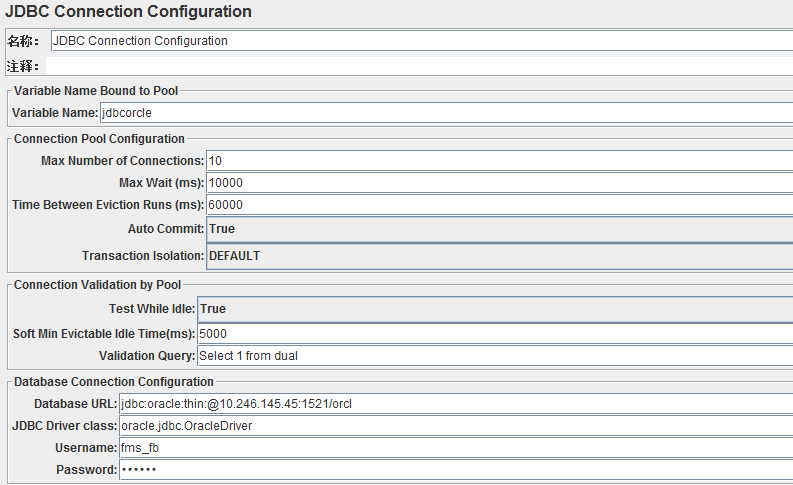 JDBC Connection Configuration
名称： JDBC Connection Configuration
注释：
Variable Name Bound to Pool
Variable Name: jdbcorcle
Connection Pool Configuration
Max Number of Connections: 10
Max Wait (ms): 10000
Time Between Eviction Runs (ms): 60000
Auto Commit: True
Transaction Isolation: DEFAULT
Connection Validation by Pool
Test While Idle: True
Soft Min Evictable Idle Time(ms): 5000
Validation Query: Select 1 from dual
Database Connection Configuration
Database URL: jdbc:oracle:thin:@10.246.145.45:1521/orcl
JDBC Driver class: oracle.jdbc.OracleDriver
Username: fms_fb
Password: ••••••